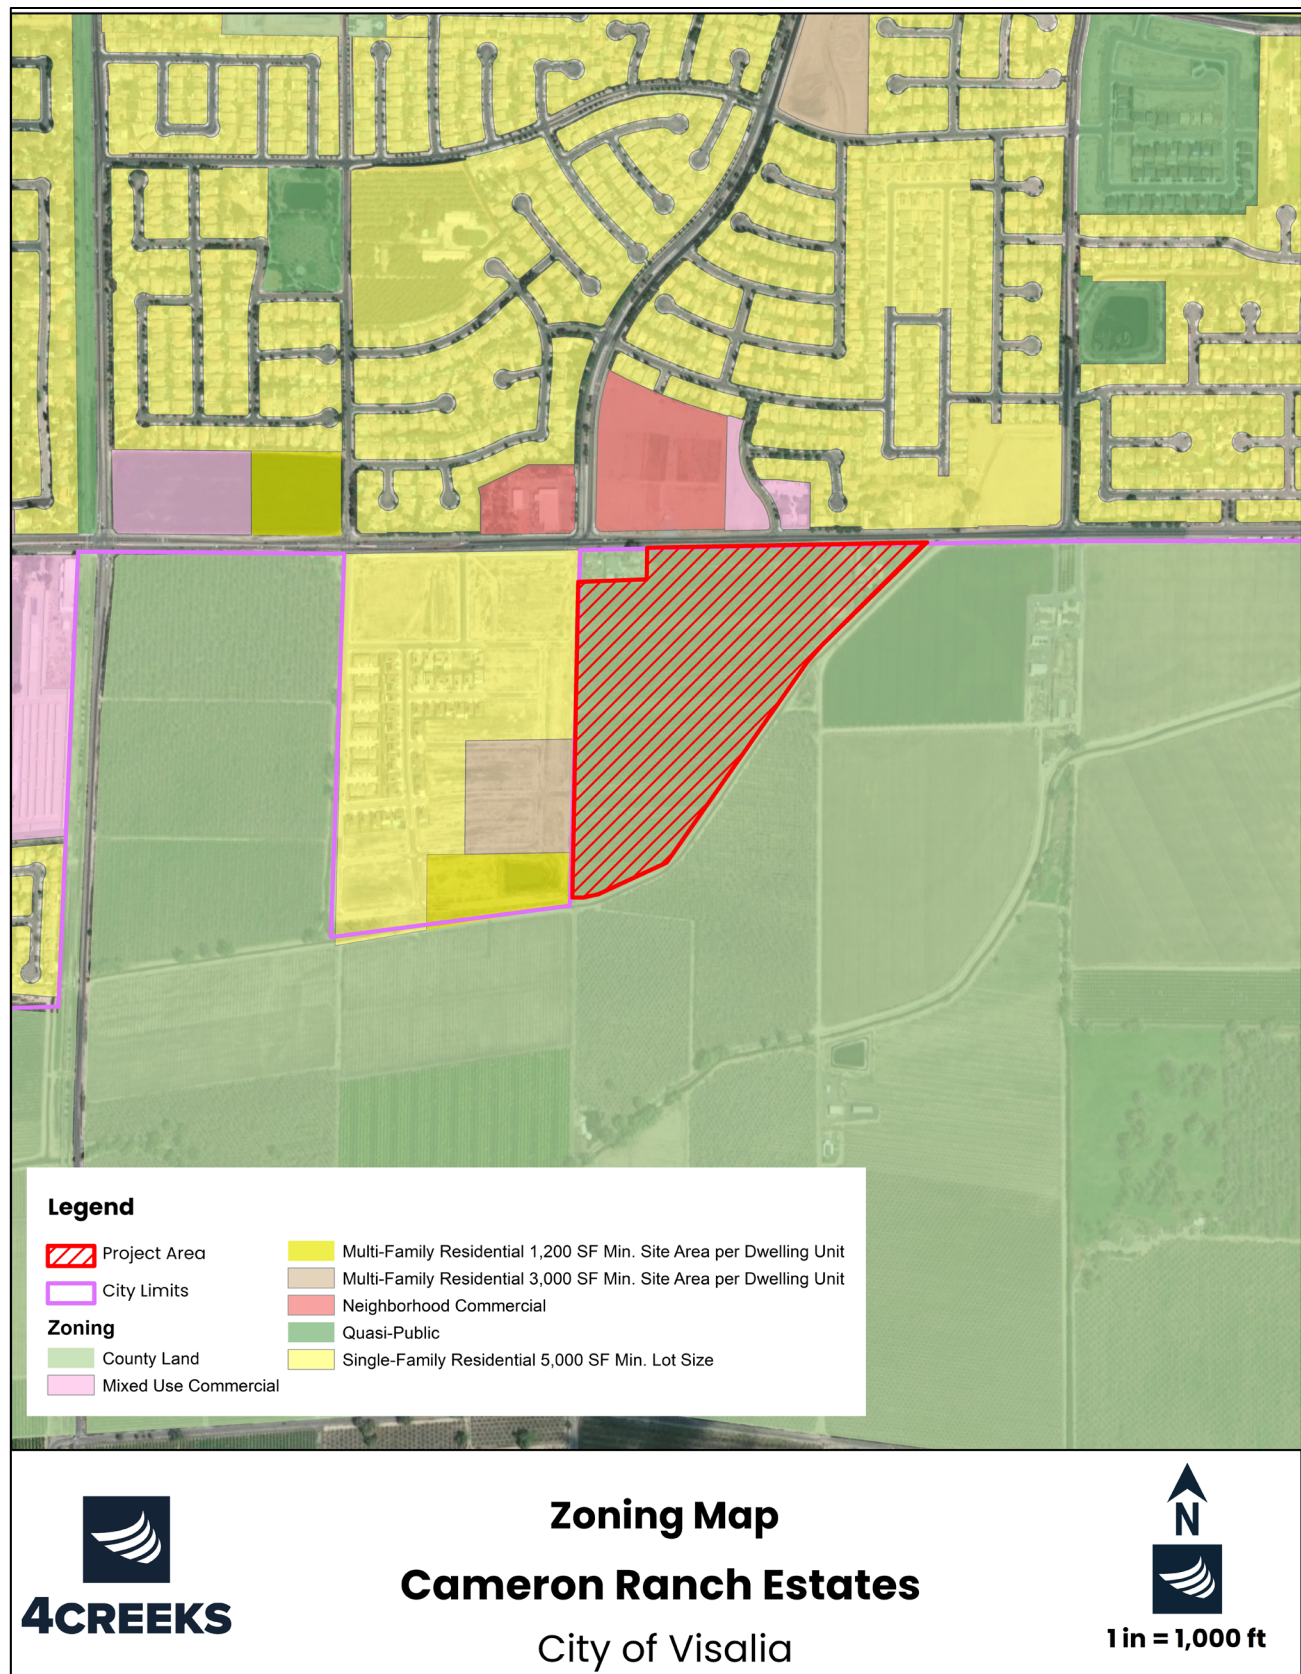 Legend
Project Area
City Limits
Zoning
County Land
Mixed Use Commercial
Multi-Family Residential 1,200 SF Min. Site Area per Dwelling Unit
Multi-Family Residential 3,000 SF Min. Site Area per Dwelling Unit
Neighborhood Commercial
Quasi-Public
Single-Family Residential 5,000 SF Min. Lot Size
4CREEKS
Zoning Map
Cameron Ranch Estates
City of Visalia
N
1 in = 1,000 ft